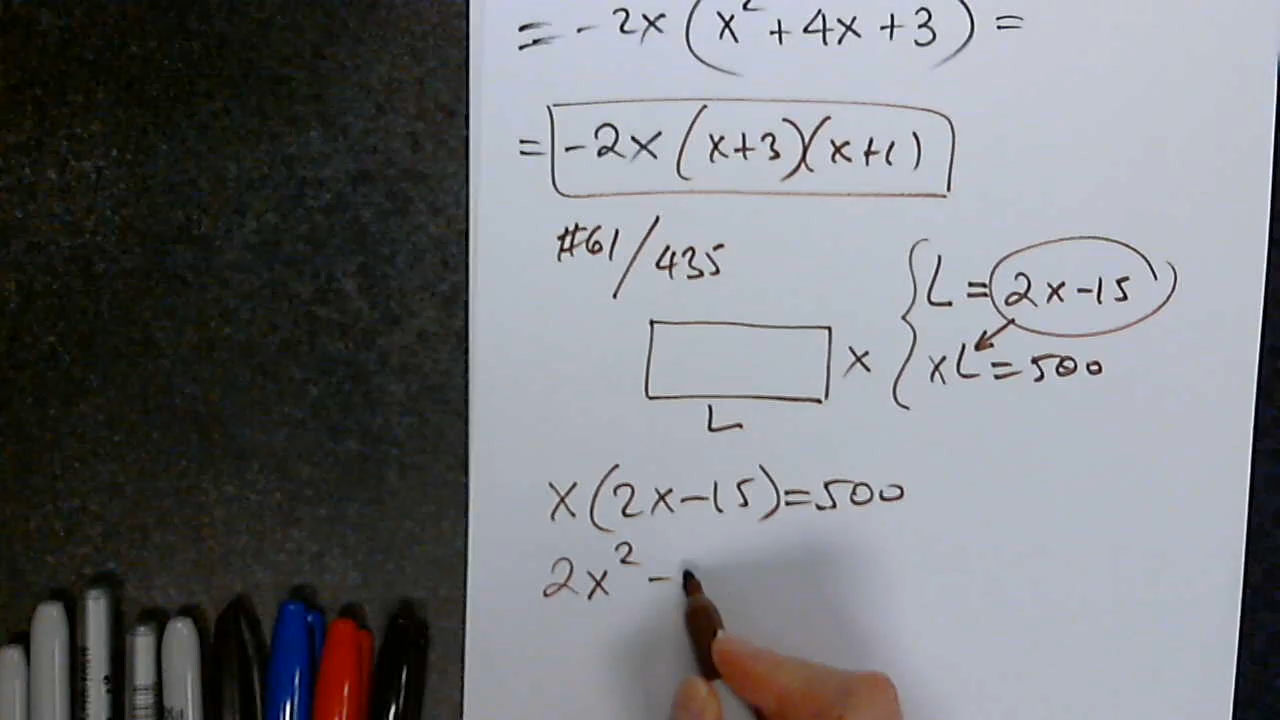 = -2x (x² + 4x + 3) =
= -2x (x+3)(x+1)
#61/435
L = 2x-15
x
xL = 500
L
x(2x-15)=500
2x² -